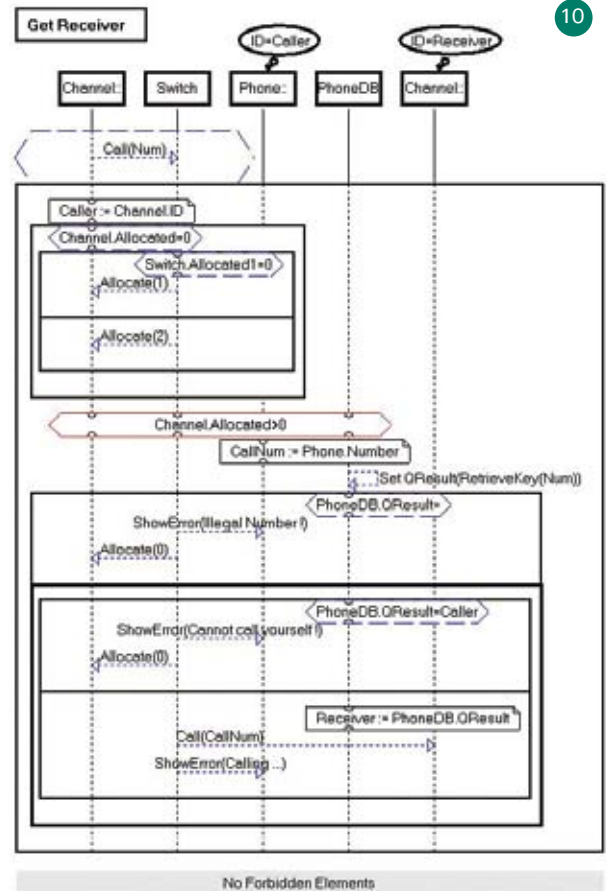 10
Get Receiver
ID=Caller
ID=Receiver
Channel::
Switch
Phone::
PhoneDB
Channel::
Call(Num)
Caller := Channel.ID
Channel.Allocated=0
Switch.Allocated1=0
Allocate(1)
Allocate(2)
Channel.Allocated>0
CallNum := Phone.Number
Set QResult(RetrieveKey(Num))
PhoneDB.QResult=
ShowError(Illegal Number !)
Allocate(0)
PhoneDB.QResult=Caller
ShowError(Cannot call yourself !)
Allocate(0)
Receiver := PhoneDB.QResult
Call(CallNum)
ShowError(Calling ...)
No Forbidden Elements